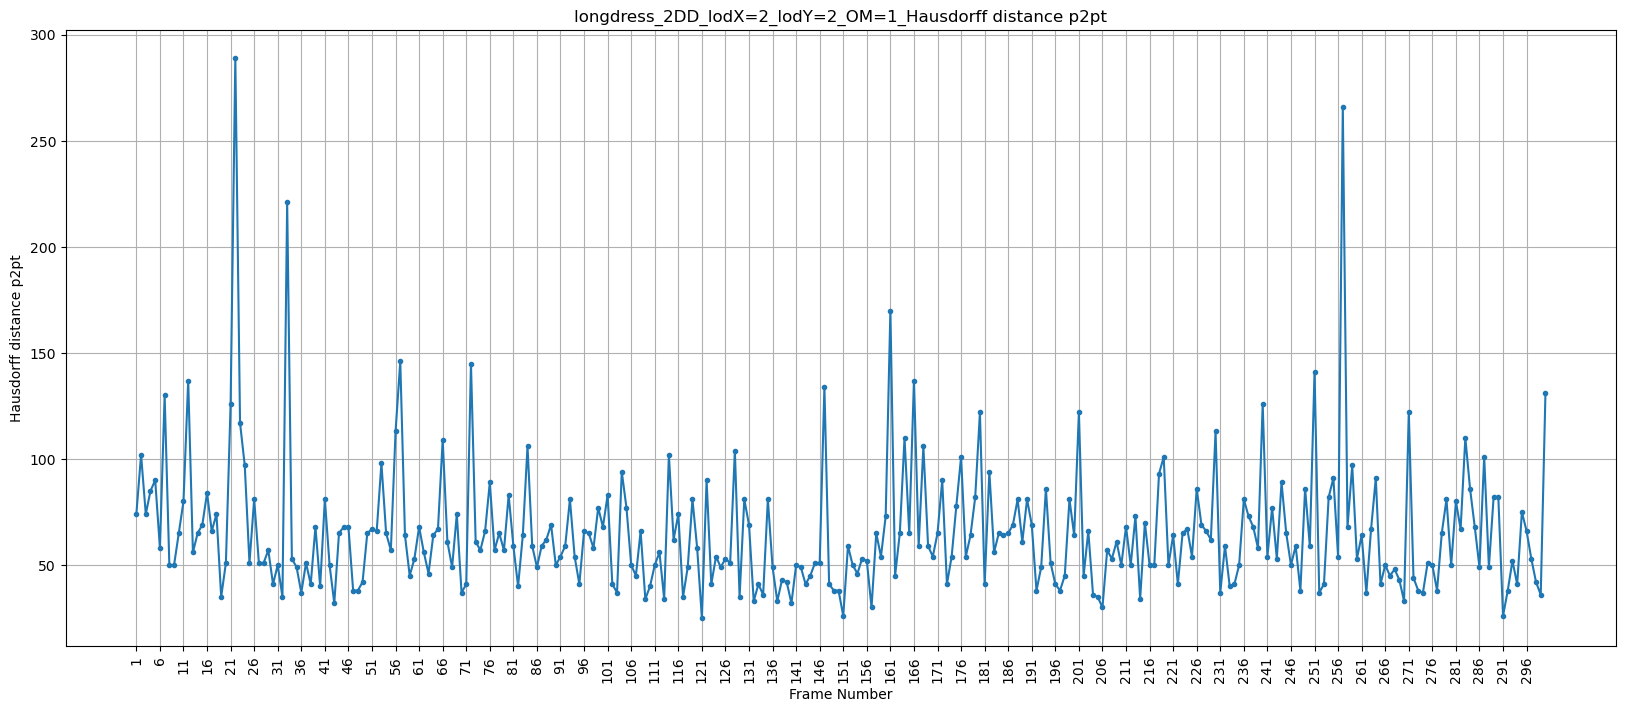 longdress_2DD_lodX=2_lodY=2_OM=1_Hausdorff distance p2pt
300
250
200
150
100
50
Hausdorff distance p2pt
1 6 11 16 21 26 31 36 41 46 51 56 61 66 71 76 81 86 91 96 101 106 111 116 121 126 131 136 141 146 151 156 161 166 171 176 181 186 191 196 201 206 211 216 221 226 231 236 241 246 251 256 261 266 271 276 281 286 291 296
Frame Number